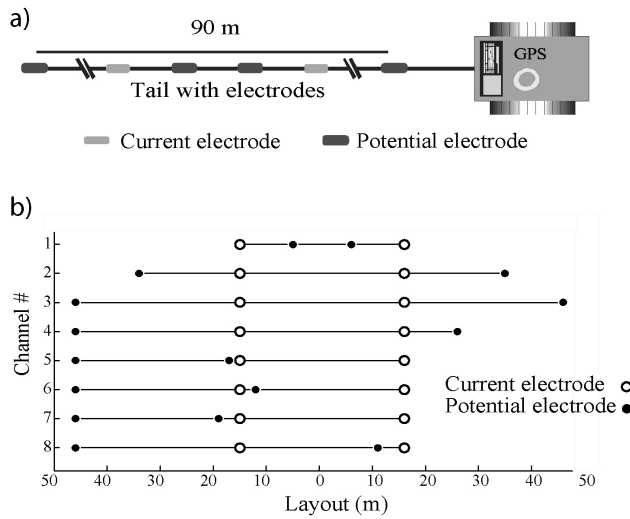 a)
90 m
GPS
Tail with electrodes
Current electrode
Potential electrode
b)
Channel #
1
2
3
4
5
6
7
8
Current electrode
Potential electrode
50 40 30 20 10 0 10 20 30 40 50
Layout (m)